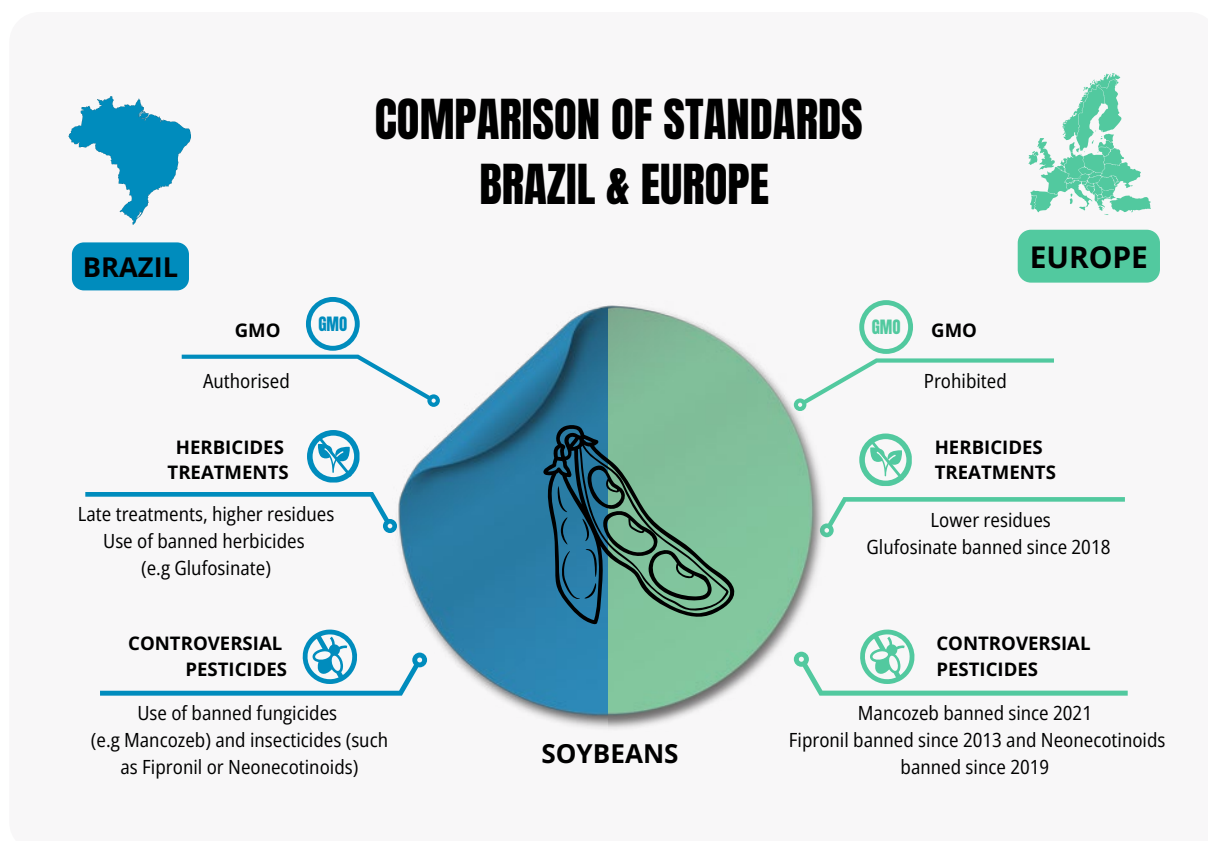 COMPARISON OF STANDARDS
BRAZIL & EUROPE
BRAZIL
EUROPE
GMO
GMO
Authorised
HERBICIDES
TREATMENTS
Late treatments, higher residues
Use of banned herbicides
(e.g Glufosinate)
CONTROVERSIAL
PESTICIDES
Use of banned fungicides
(e.g Mancozeb) and insecticides (such
as Fipronil or Neonecotinoids)
SOYBEANS
GMO
GMO
Prohibited
HERBICIDES
TREATMENTS
Lower residues
Glufosinate banned since 2018
CONTROVERSIAL
PESTICIDES
Mancozeb banned since 2021
Fipronil banned since 2013 and Neonecotinoids
banned since 2019